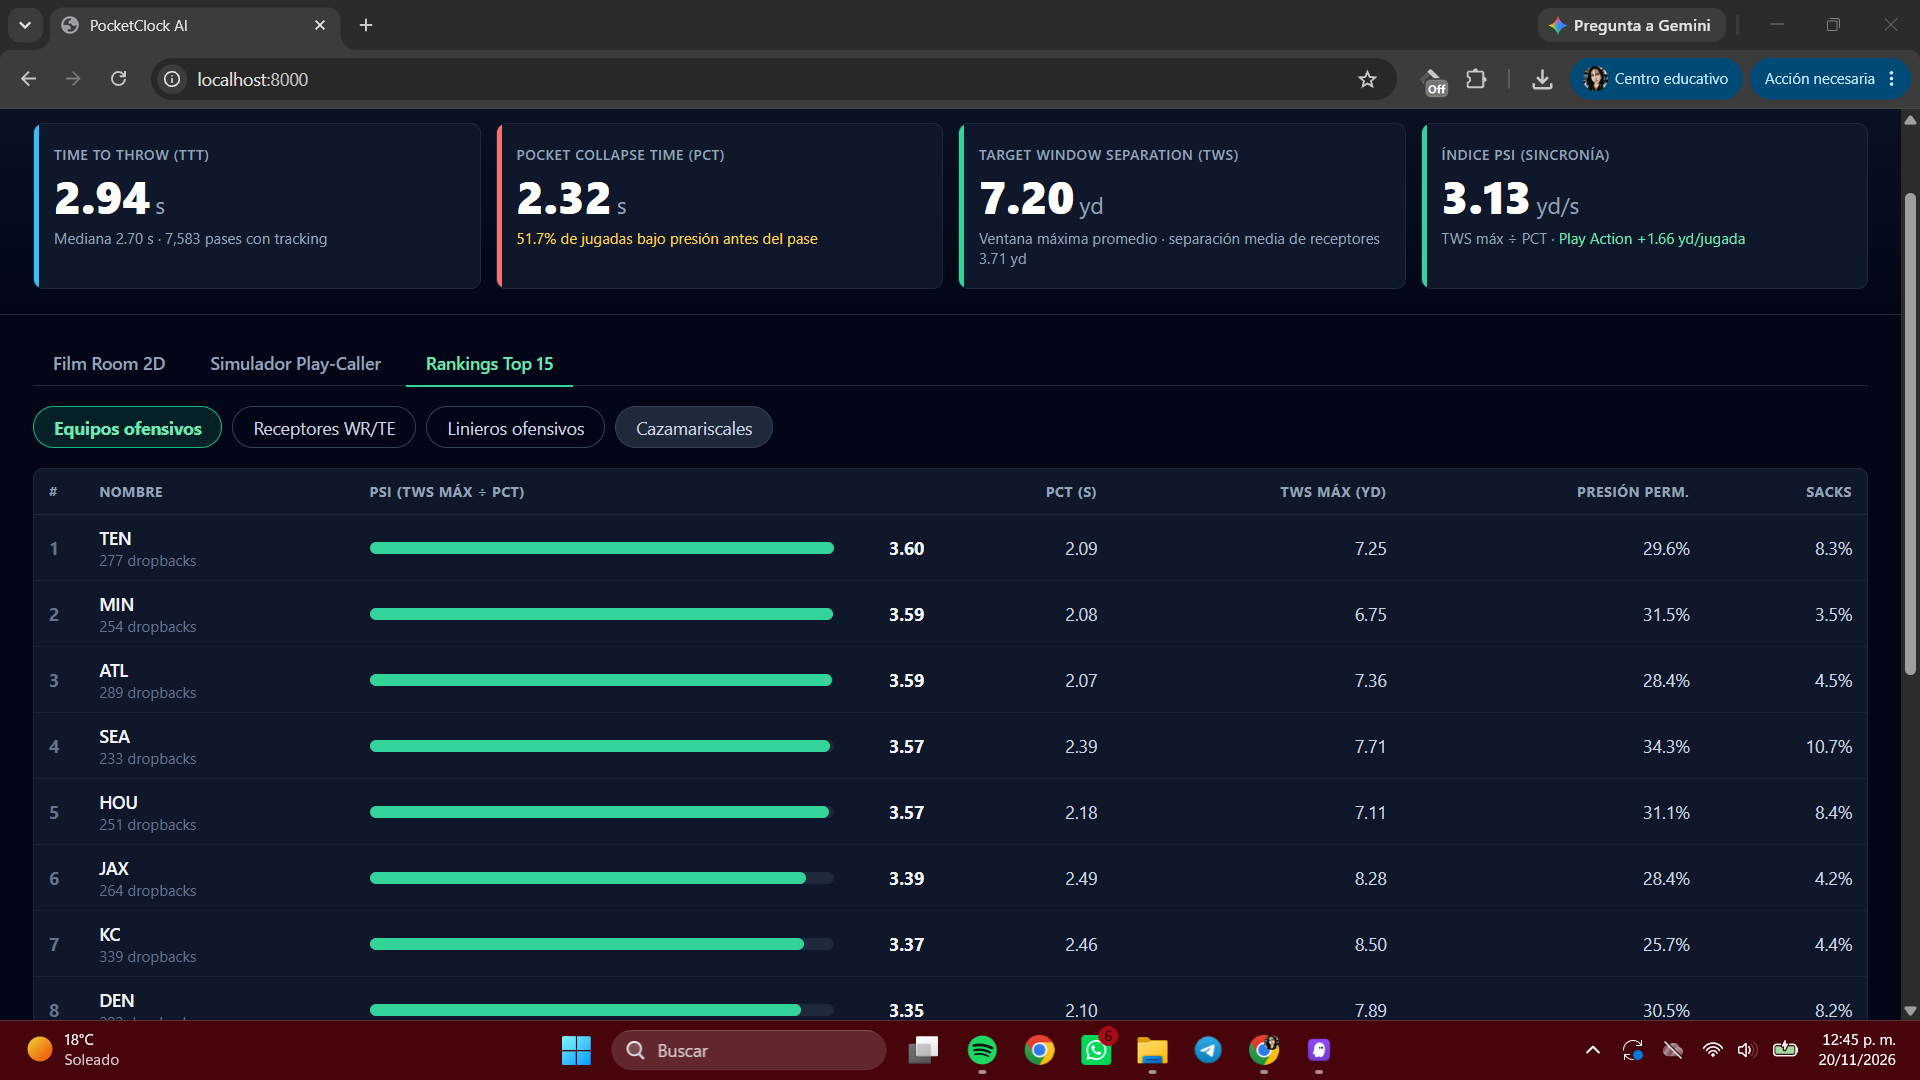 PocketClock AI
Pregunta a Gemini
localhost:8000
Off
Centro educativo
Acción necesaria
TIME TO THROW (TTT)
2.94 s
Mediana 2.70 s · 7,583 pases con tracking
POCKET COLLAPSE TIME (PCT)
2.32 s
51.7% de jugadas bajo presión antes del pase
TARGET WINDOW SEPARATION (TWS)
7.20 yd
Ventana máxima promedio · separación media de receptores
3.71 yd
ÍNDICE PSI (SINCRONÍA)
3.13 yd/s
TWS máx ÷ PCT · Play Action +1.66 yd/jugada
Film Room 2D
Simulador Play-Caller
Rankings Top 15
Equipos ofensivos
Receptores WR/TE
Linieros ofensivos
Cazamariscales
# NOMBRE PSI (TWS MÁX ÷ PCT) PCT (S) TWS MÁX (YD) PRESIÓN PERM. SACKS
1 TEN 3.60 2.09 7.25 29.6% 8.3%
277 dropbacks
2 MIN 3.59 2.08 6.75 31.5% 3.5%
254 dropbacks
3 ATL 3.59 2.07 7.36 28.4% 4.5%
289 dropbacks
4 SEA 3.57 2.39 7.71 34.3% 10.7%
233 dropbacks
5 HOU 3.57 2.18 7.11 31.1% 8.4%
251 dropbacks
6 JAX 3.39 2.49 8.28 28.4% 4.2%
264 dropbacks
7 KC 3.37 2.46 8.50 25.7% 4.4%
339 dropbacks
8 DEN 3.35 2.10 7.89 30.5% 8.2%
18°C
Soleado
Buscar
6
12:45 p. m.
20/11/2026